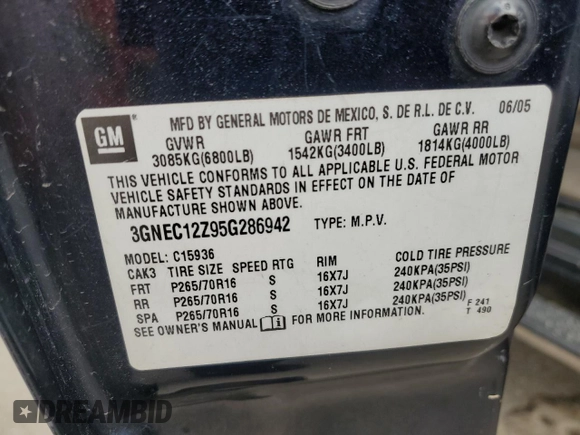 GM
MFD BY GENERAL MOTORS DE MEXICO, S. DE R.L. DE C.V. 06/05
GVWR GAWR FRT GAWR RR
3085KG(6800LB) 1542KG(3400LB) 1814KG(4000LB)
THIS VEHICLE CONFORMS TO ALL APPLICABLE U.S. FEDERAL MOTOR
VEHICLE SAFETY STANDARDS IN EFFECT ON THE DATE OF
MANUFACTURE SHOWN ABOVE.
3GNEC12Z95G286942 TYPE: M.P.V.
MODEL: C15936
CAK3 TIRE SIZE SPEED RTG RIM COLD TIRE PRESSURE
FRT P265/70R16 S 16X7J 240KPA(35PSI)
RR P265/70R16 S 16X7J 240KPA(35PSI)
SPA P265/70R16 S 16X7J 240KPA(35PSI)
SEE OWNER'S MANUAL FOR MORE INFORMATION.
F 241
T 490
DREAMBID